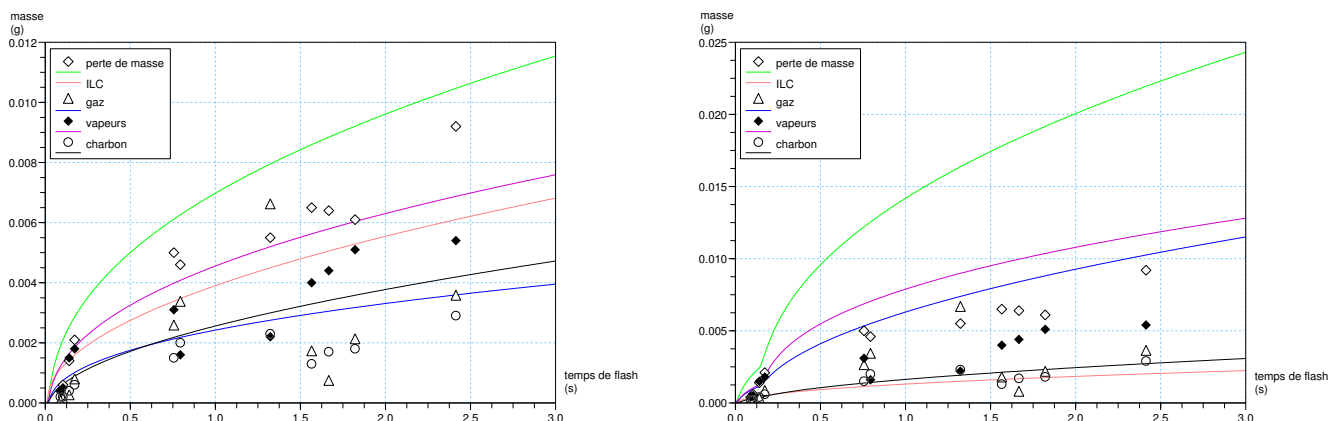 masse
(g)
0.012
0.010
0.008
0.006
0.004
0.002
0.000
0.0
0.5
1.0
1.5
2.0
2.5
3.0
temps de flash
(s)
perte de masse
ILC
gaz
vapeurs
charbon
masse
(g)
0.025
0.020
0.015
0.010
0.005
0.000
0.0
0.5
1.0
1.5
2.0
2.5
3.0
temps de flash
(s)
perte de masse
ILC
gaz
vapeurs
charbon